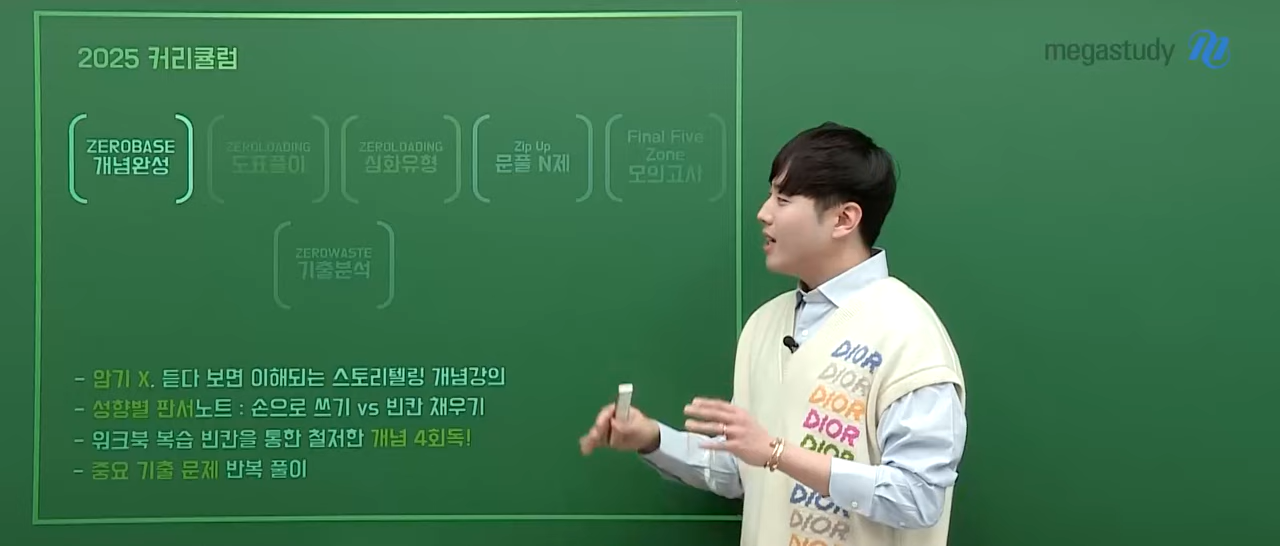 2025 커리큘럼
megastudy
ZEROBASE
개념완성
ZEROLOADING
도표풀이
ZEROLOADING
심화유형
Zip Up
문풀 N제
Final Five
Zone
모의고사
ZEROWASTE
기출분석
- 암기 X. 듣다 보면 이해되는 스토리텔링 개념강의
- 성향별 판서노트 : 손으로 쓰기 vs 빈칸 채우기
- 워크북 복습 빈칸을 통한 철저한 개념 4회독!
- 중요 기출 문제 반복 풀이
DIOR
DIOR
DIOR
DIOR
DIOR
DIOR
DIOR
DIOR